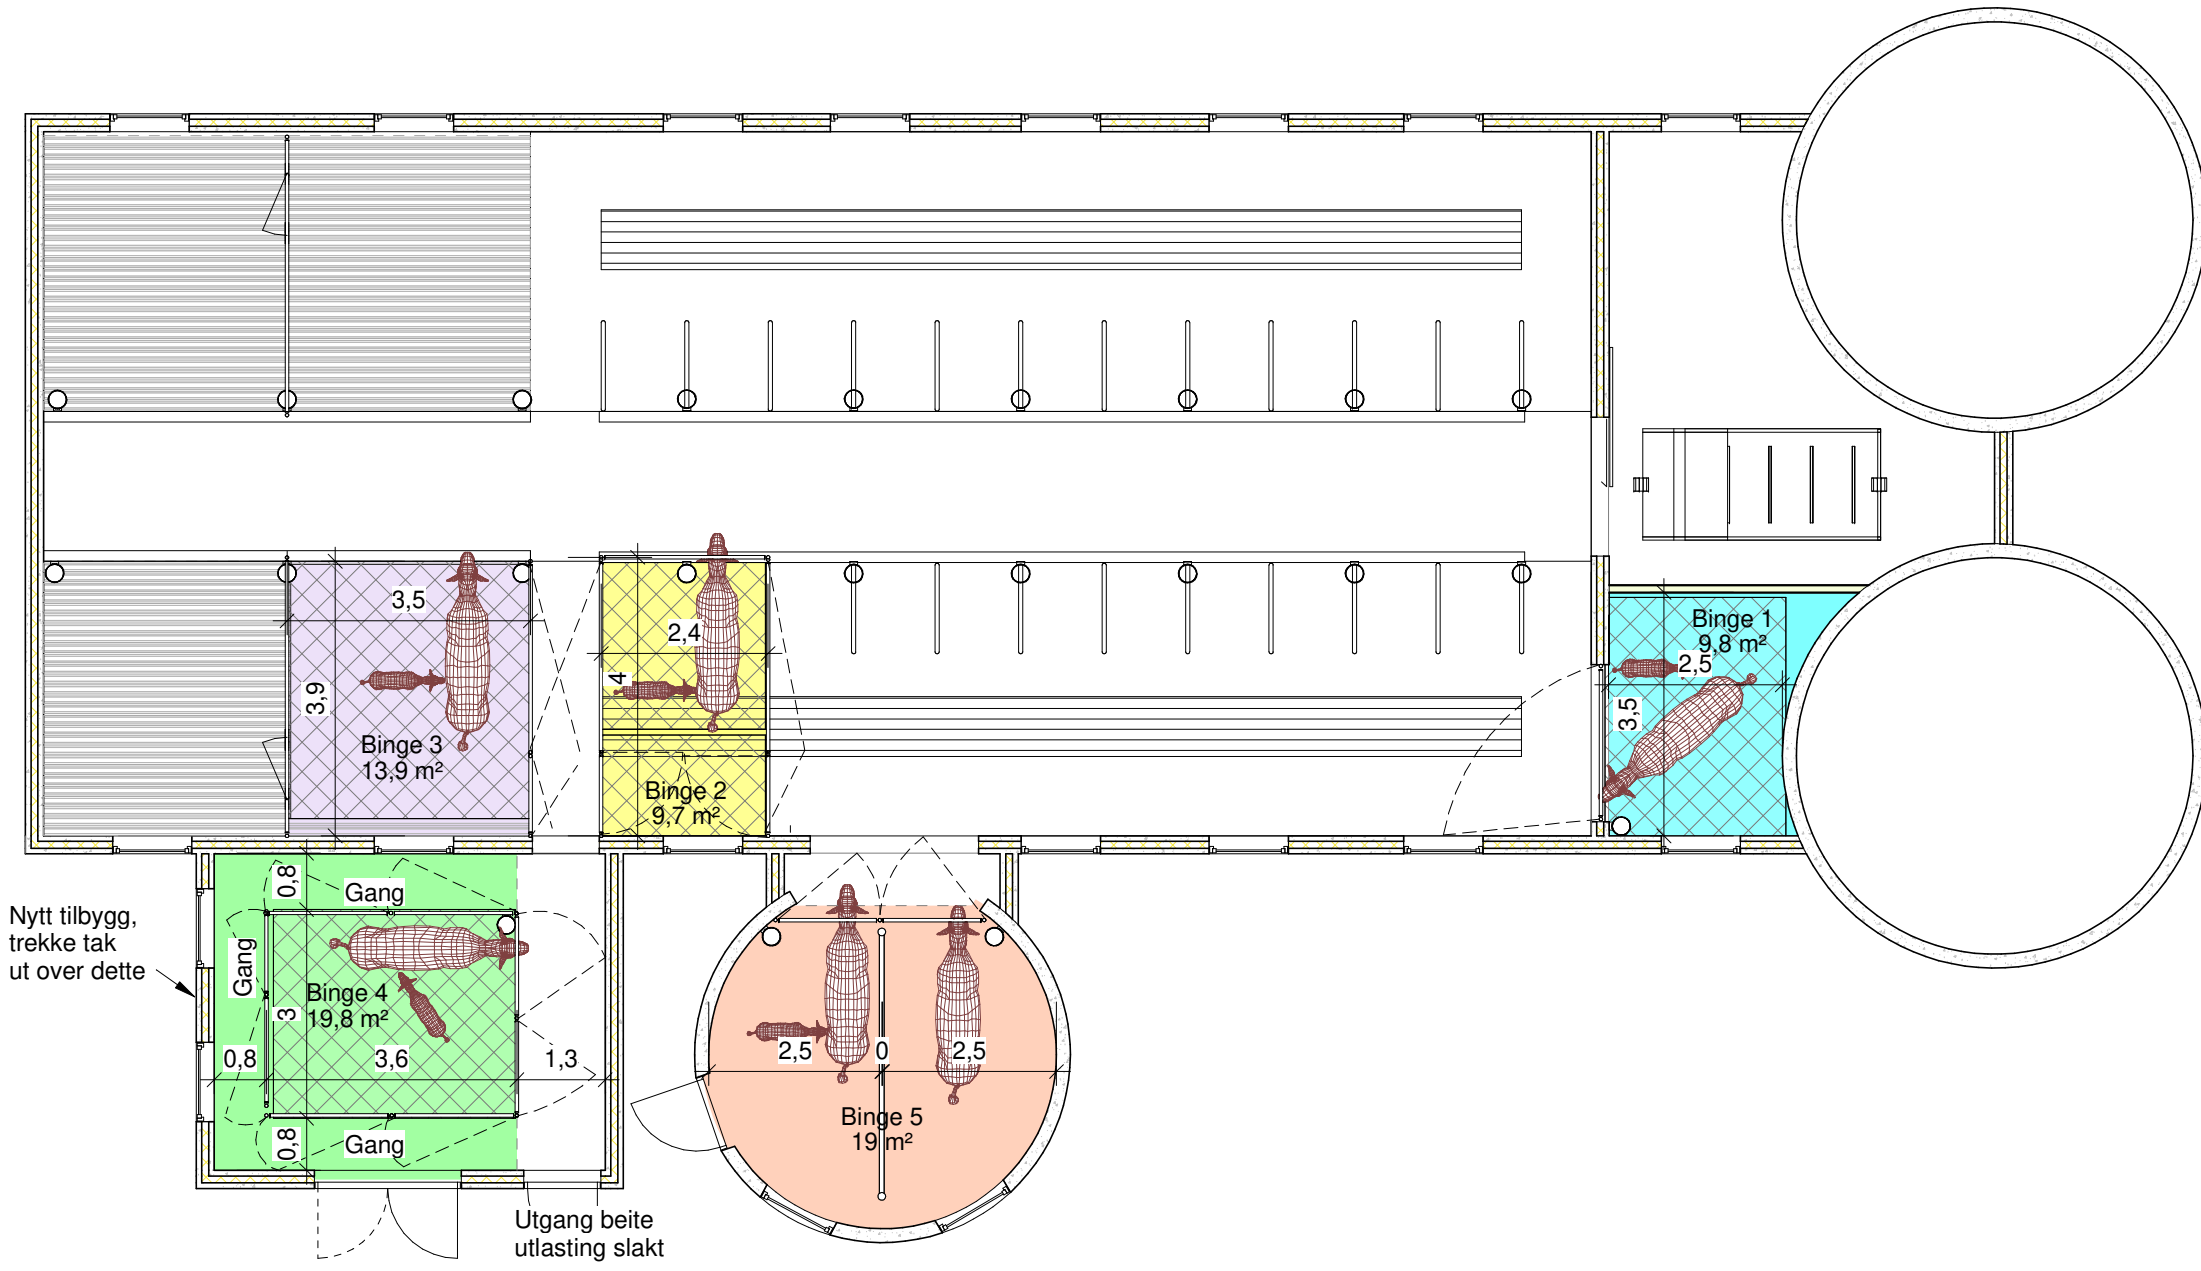 3,5
3,9
Binge 3
13,9 m²
2,4
4
Binge 2
9,7 m²
Binge 1
9,8 m²
2,5
3,5
Nytt tilbygg,
trekke tak
ut over dette
0,8
Gang
Gang
Binge 4
19,8 m²
3
0,8
3,6
1,3
0,8
Gang
Utgang beite
utlasting slakt
2,5
0
2,5
Binge 5
19 m²